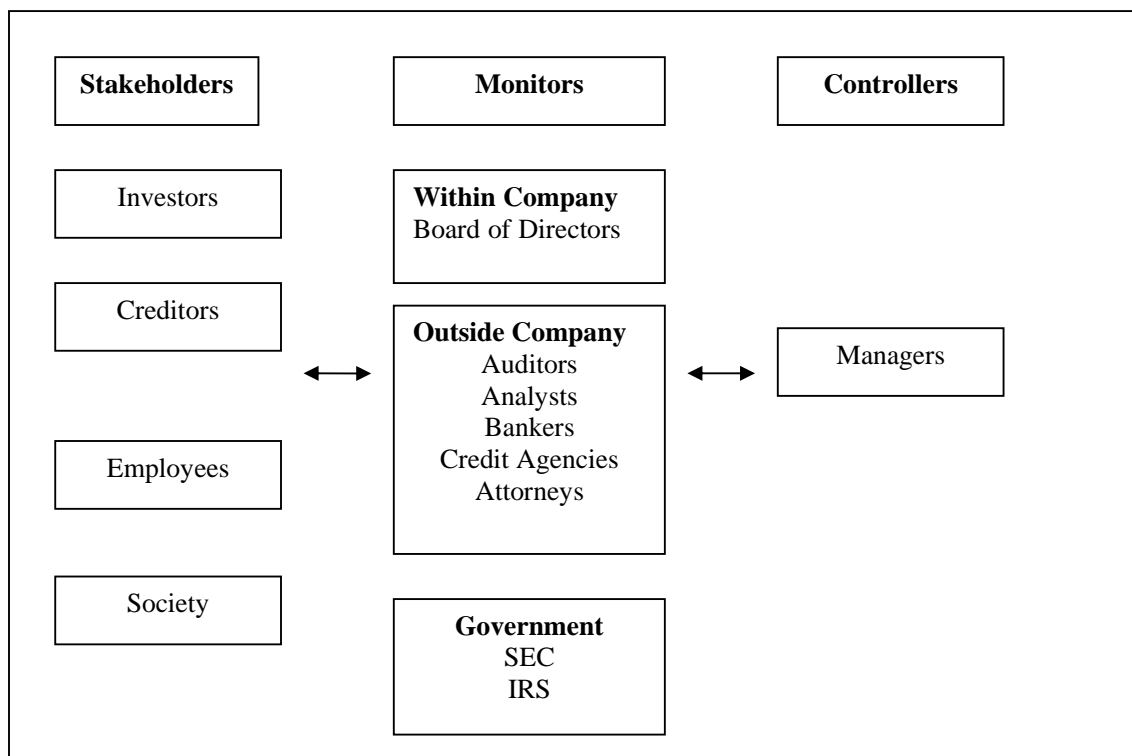 Stakeholders
Monitors
Controllers
Investors
Creditors
Employees
Society
Within Company
Board of Directors
Outside Company
Auditors
Analysts
Bankers
Credit Agencies
Attorneys
Government
SEC
IRS
Managers